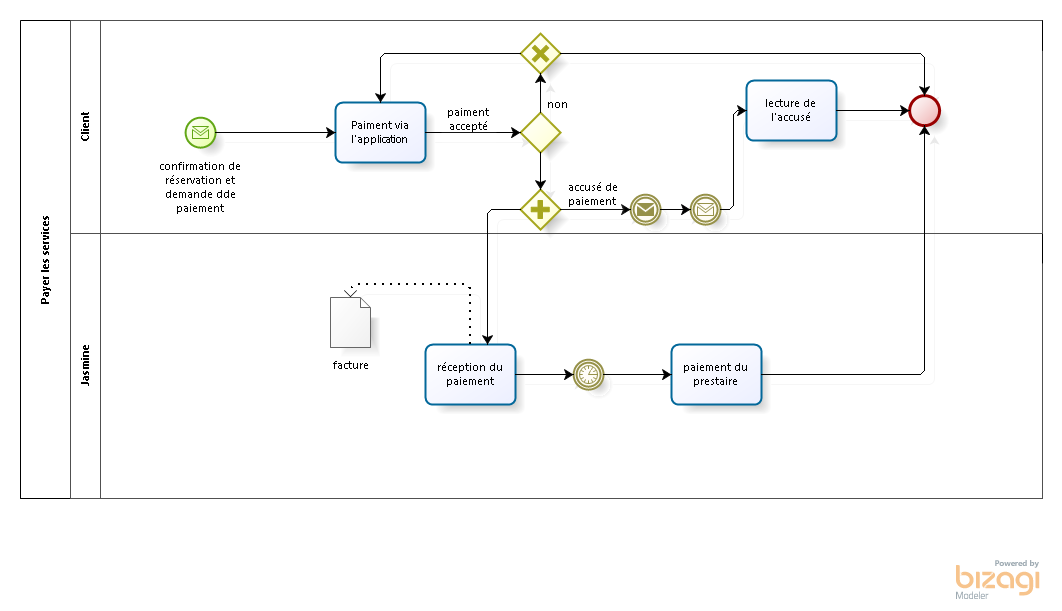 Payer les services
Client
Jasmine
confirmation de
réservation et
demande dde
paiement
Paiment via
l'application
paiment
accepté
non
accusé de
paiement
lecture de
l'accusé
facture
réception du
paiement
paiement du
prestaire
Powered by
bizagi
Modeler